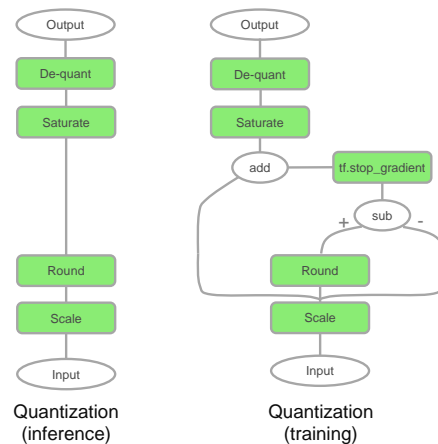 Output
De-quant
Saturate
Round
Scale
Input
Quantization
(inference)
Output
De-quant
Saturate
add
tf.stop_gradient
sub
+
-
Round
Scale
Input
Quantization
(training)